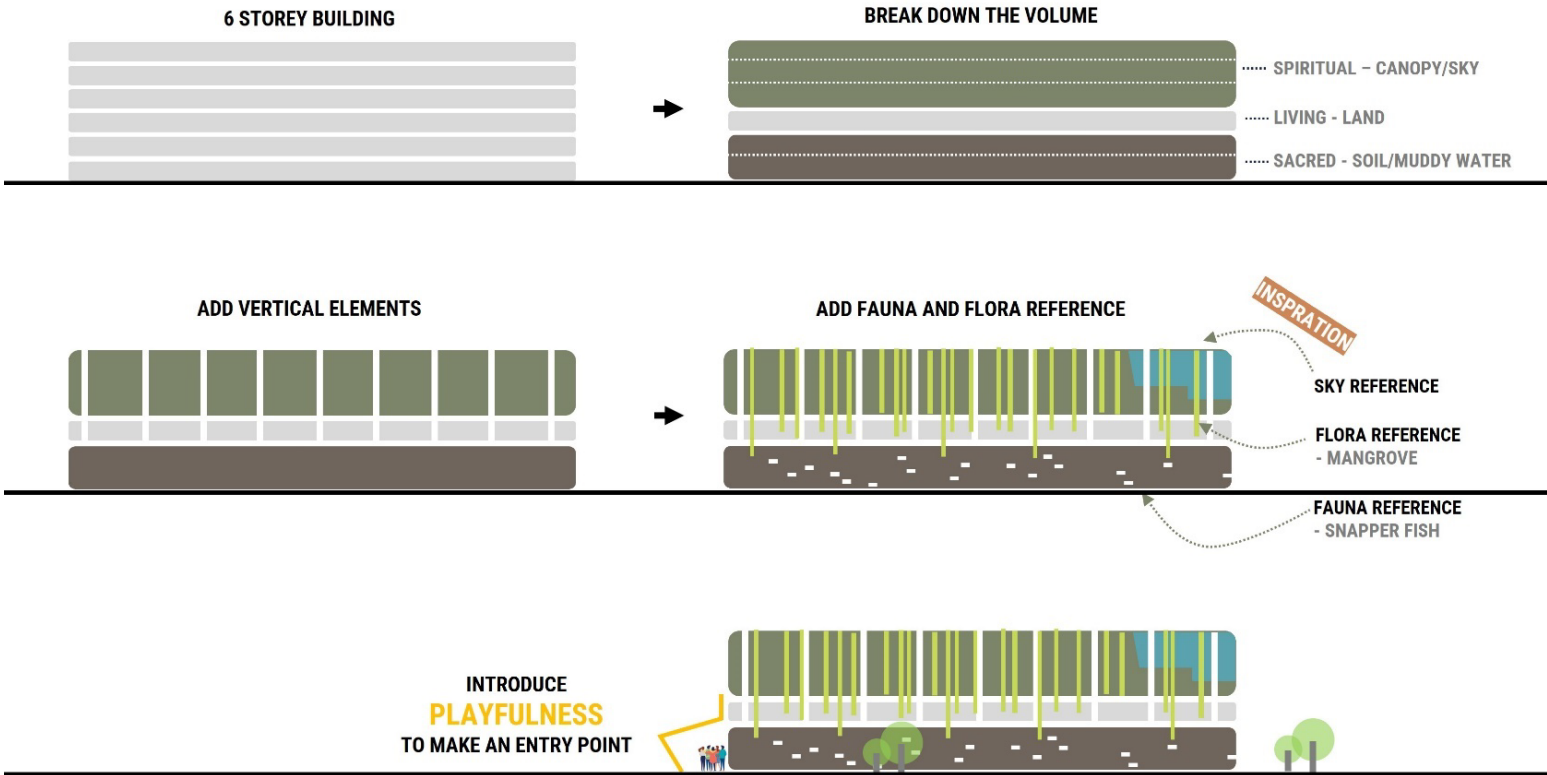 6 STOREY BUILDING
BREAK DOWN THE VOLUME
SPIRITUAL – CANOPY/SKY
LIVING - LAND
SACRED - SOIL/MUDDY WATER
ADD VERTICAL ELEMENTS
ADD FAUNA AND FLORA REFERENCE
INSPRATION
SKY REFERENCE
FLORA REFERENCE
- MANGROVE
FAUNA REFERENCE
- SNAPPER FISH
INTRODUCE
PLAYFULNESS
TO MAKE AN ENTRY POINT